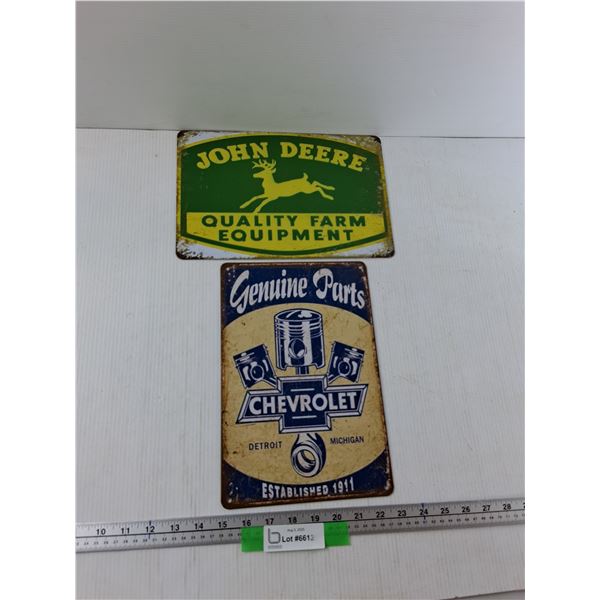 JOHN DEERE
QUALITY FARM
EQUIPMENT
Genuine Parts
CHEVROLET
DETROIT MICHIGAN
ESTABLISHED 1911
10 11 12 13 14 15 16 17 18 19 20 21 22 23 24 25 26 27 28
b
Lot #6612